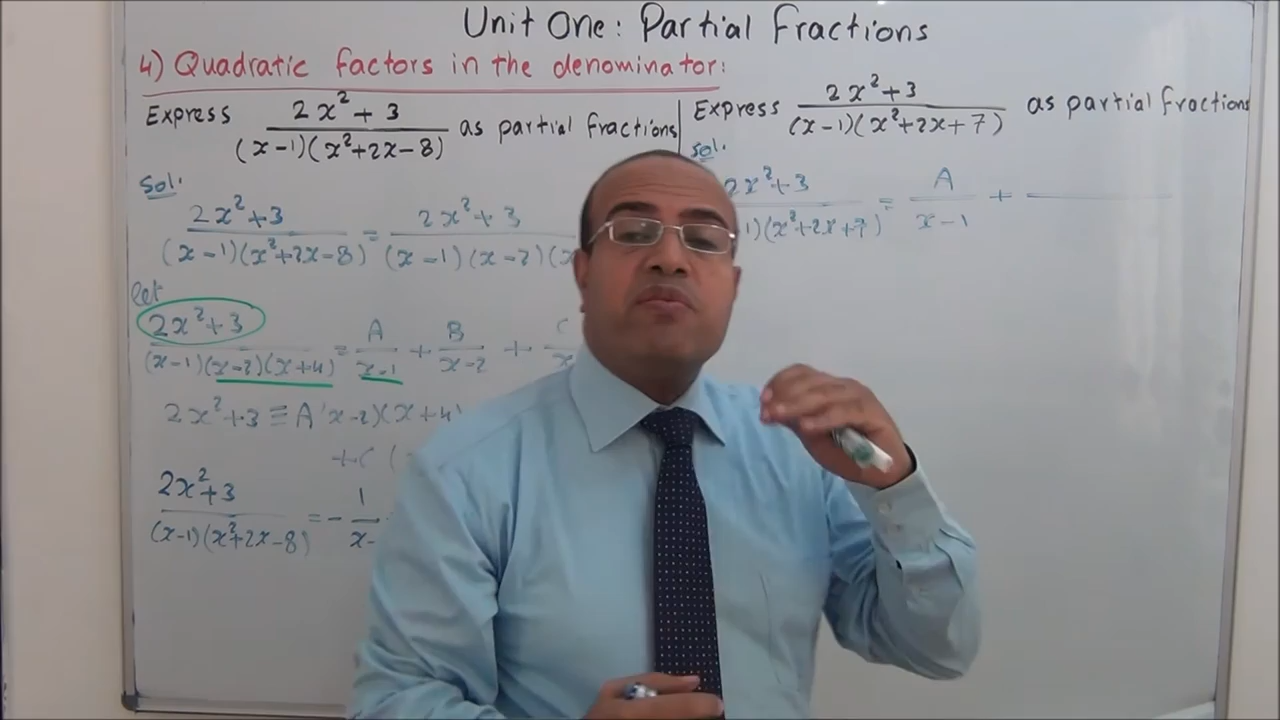 Unit One: Partial Fractions
4) Quadratic factors in the denominator:
Express (2x²+3)/((x-1)(x²+2x-8)) as partial fractions
Sol.
(2x²+3)/((x-1)(x²+2x-8)) = (2x²+3)/((x-1)(x-2)(x
let
(2x²+3)/((x-1)(x-2)(x+4)) = A/(x-1) + B/(x-2) + C/x
2x²+3 ≡ A(x-2)(x+4)
+C (
(2x²+3)/((x-1)(x²+2x-8)) = - 1/(x-
Express (2x²+3)/((x-1)(x²+2x+7)) as partial fractions
Sol.
(2x²+3)/(1)(x²+2x+7) = A/(x-1) +